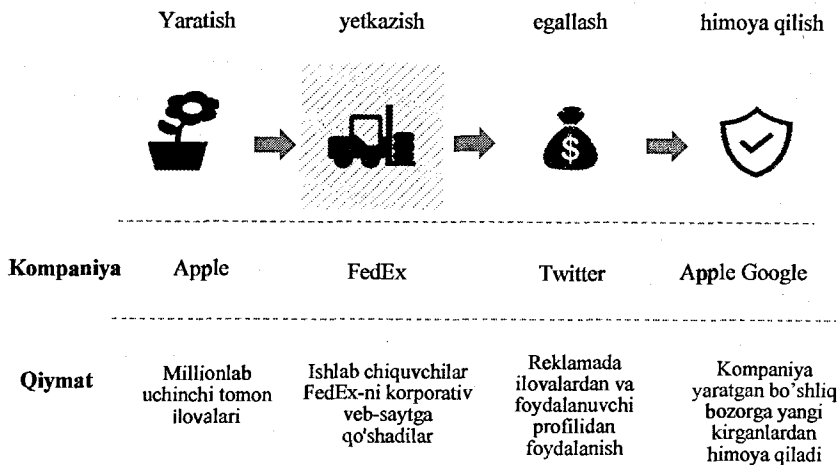 Yaratish yetkazish egallash himoya qilish
$
Kompaniya Apple FedEx Twitter Apple Google
Qiymat
Millionlab
uchinchi tomon
ilovalari
Ishlab chiquvchilar
FedEx-ni korporativ
veb-saytga
qo'shadilar
Reklamada
ilovalardan va
foydalanuvchi
profilidan
foydalanish
Kompaniya
yaratgan bo’shliq
bozorga yangi
kirganlardan
himoya qiladi